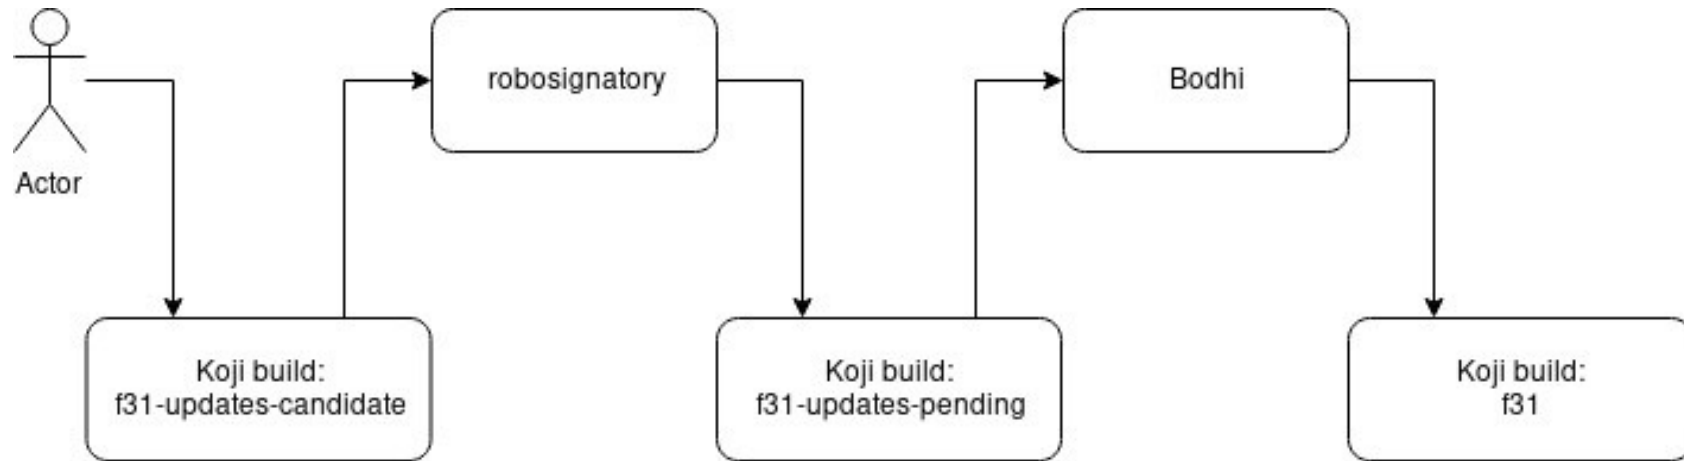 Actor
robosignatory
Bodhi
Koji build:
f31-updates-candidate
Koji build:
f31-updates-pending
Koji build:
f31